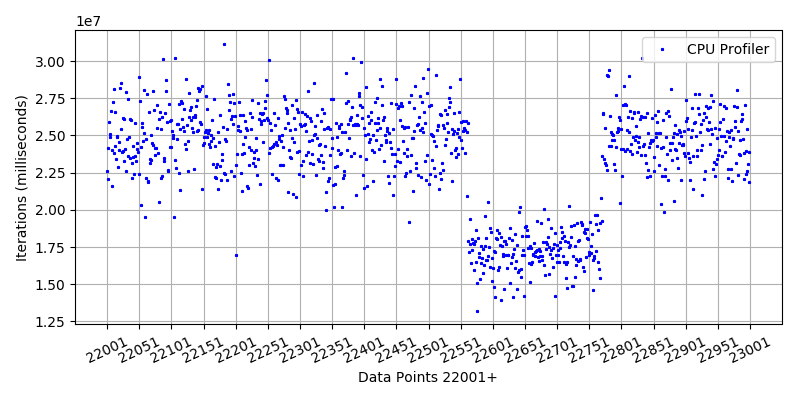 1e7
CPU Profiler
3.00
2.75
2.50
2.25
2.00
1.75
1.50
1.25
Iterations (milliseconds)
22001 22051 22101 22151 22201 22251 22301 22351 22401 22451 22501 22551 22601 22651 22701 22751 22801 22851 22901 22951 23001
Data Points 22001+